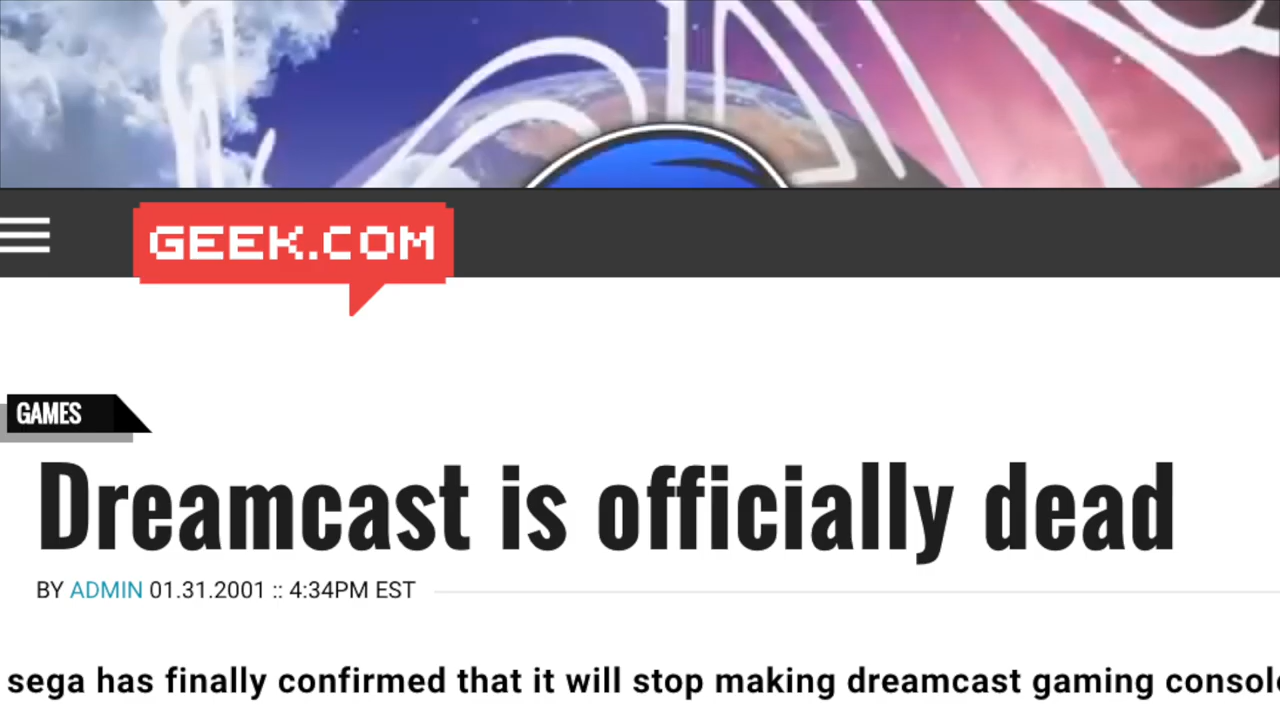 GEEK.COM
GAMES
Dreamcast is officially dead
BY ADMIN 01.31.2001 :: 4:34PM EST
sega has finally confirmed that it will stop making dreamcast gaming